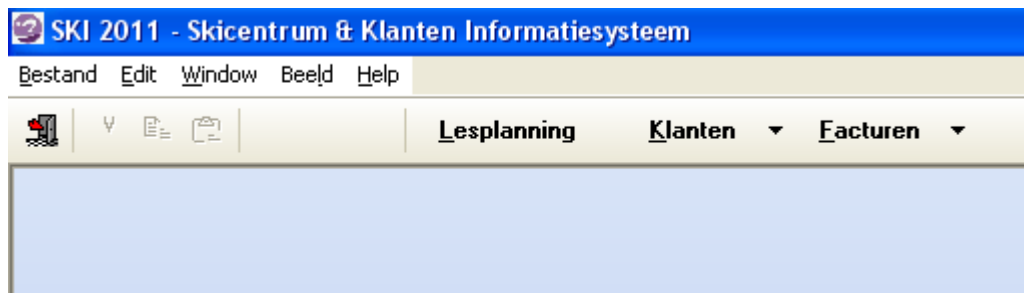 SKI 2011 - Skicentrum & Klanten Informatiesysteem
Bestand Edit Window Beeld Help
Lesplanning Klanten Facturen